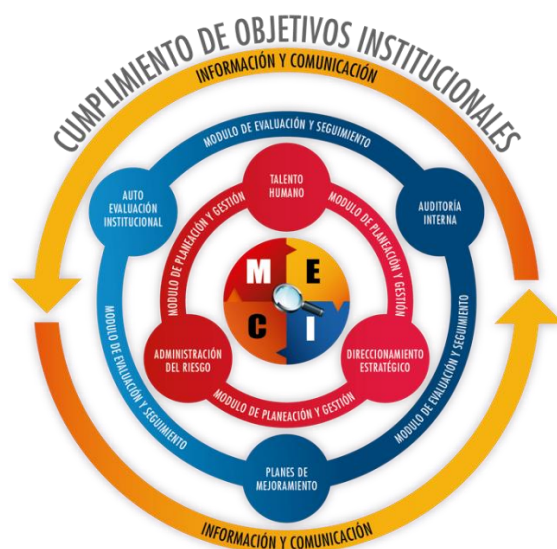 CUMPLIMIENTO DE OBJETIVOS INSTITUCIONALES
INFORMACIÓN Y COMUNICACIÓN
MODULO DE EVALUACIÓN Y SEGUIMIENTO
TALENTO
HUMANO
AUTO
EVALUACIÓN
INSTITUCIONAL
AUDITORÍA
INTERNA
MODULO DE PLANEACIÓN Y GESTIÓN
MODULO DE PLANEACIÓN Y GESTIÓN
M E
C I
ADMINISTRACIÓN
DEL RIESGO
DIRECCIONAMIENTO
ESTRATÉGICO
MODULO DE PLANEACIÓN Y GESTIÓN
MODULO DE EVALUACIÓN Y SEGUIMIENTO
MODULO DE EVALUACIÓN Y SEGUIMIENTO
PLANES DE
MEJORAMIENTO
INFORMACIÓN Y COMUNICACIÓN